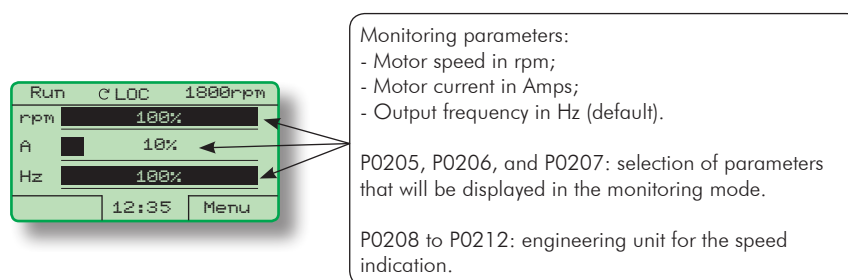 Run ੮LOC 1800rpm
rpm 100%
A 10%
Hz 100%
12:35 Menu
Monitoring parameters:
- Motor speed in rpm;
- Motor current in Amps;
- Output frequency in Hz (default).
P0205, P0206, and P0207: selection of parameters
that will be displayed in the monitoring mode.
P0208 to P0212: engineering unit for the speed
indication.